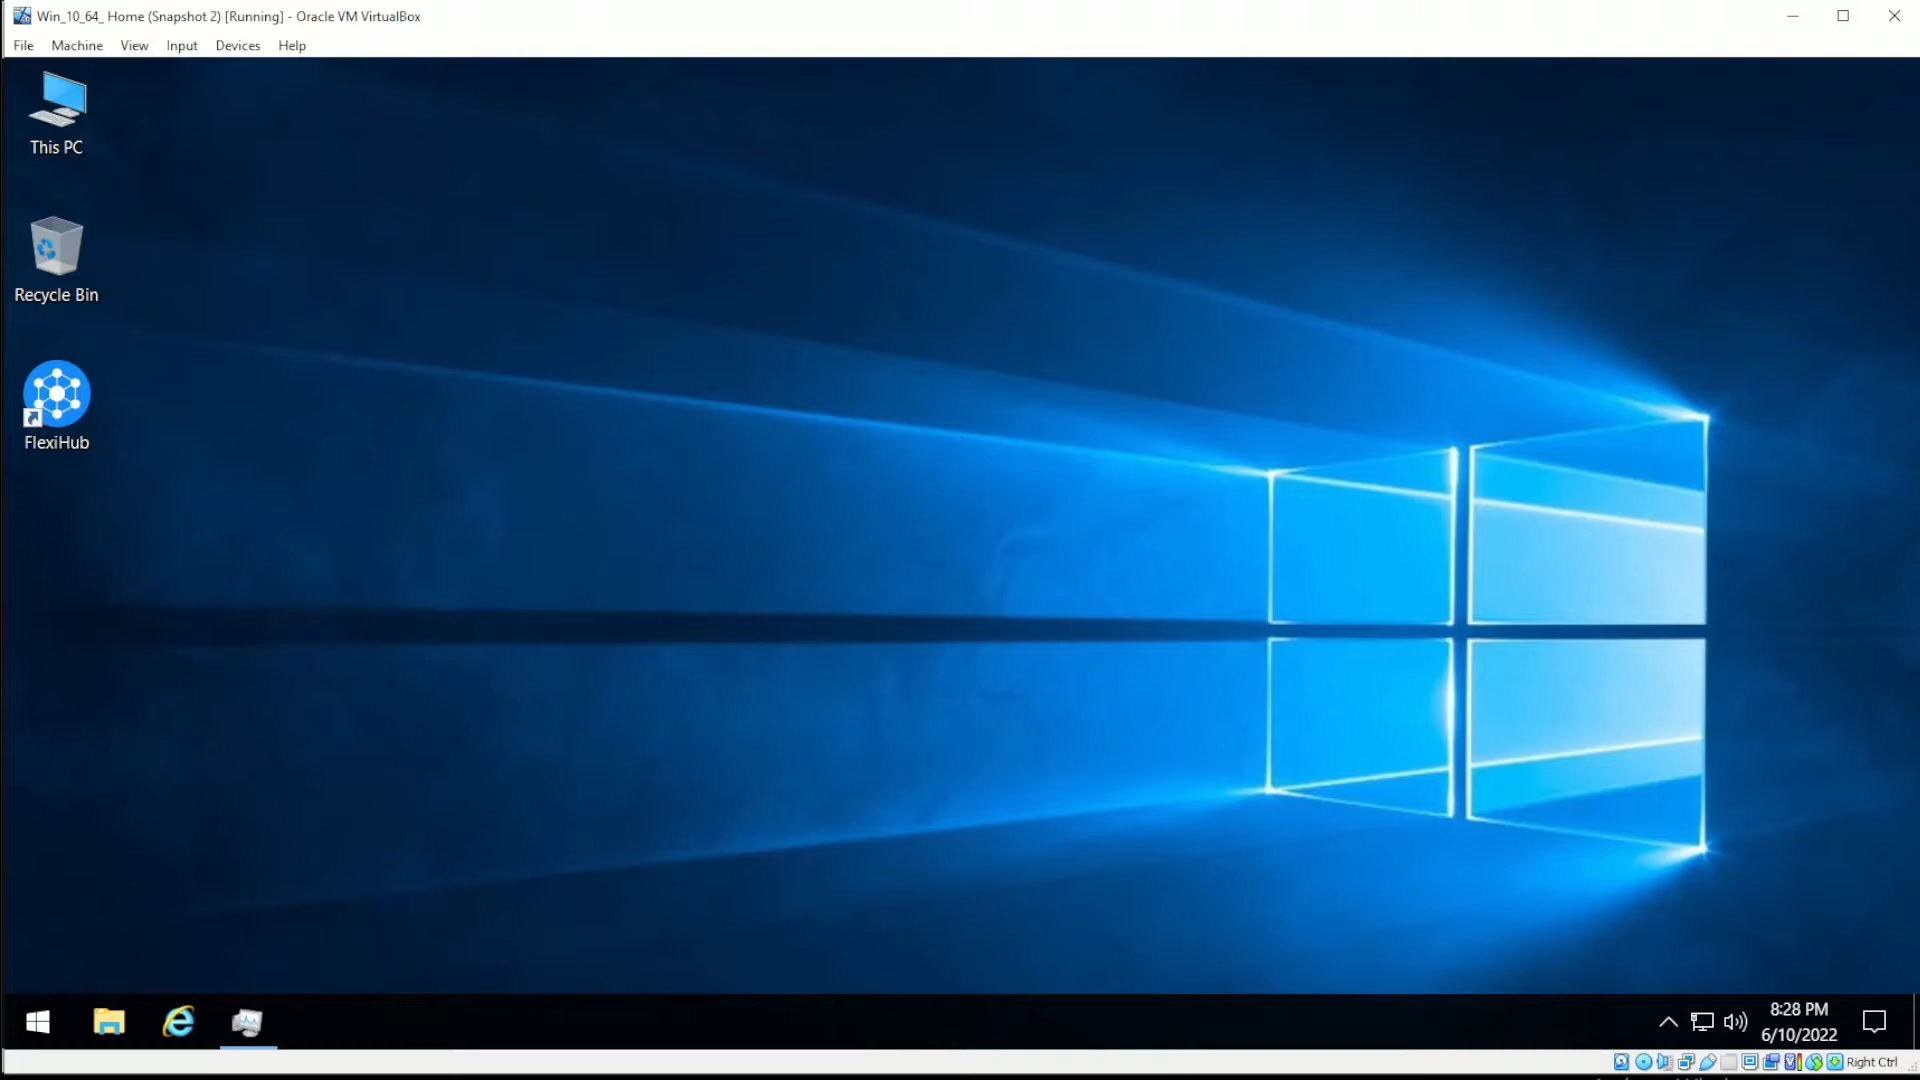 Win_10_64_ Home (Snapshot 2) [Running] - Oracle VM VirtualBox
File Machine View Input Devices Help
This PC
Recycle Bin
FlexiHub
8:28 PM
6/10/2022
Right Ctrl